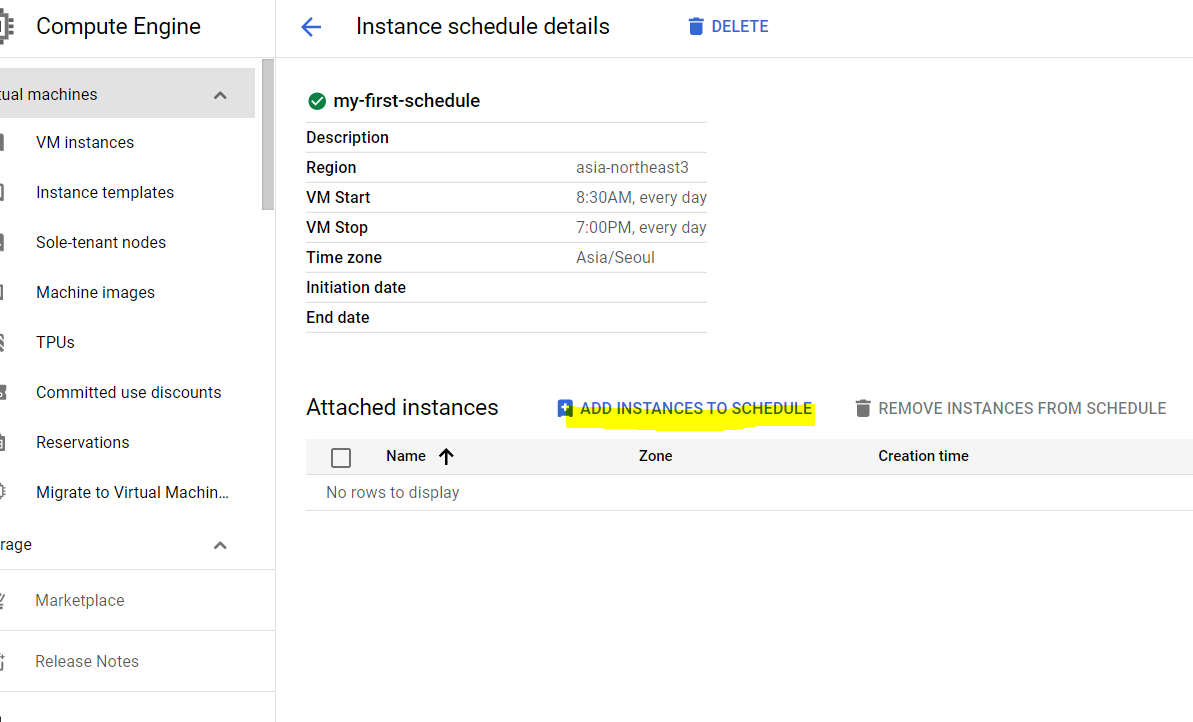 Compute Engine
Instance schedule details
DELETE
tual machines
VM instances
Instance templates
Sole-tenant nodes
Machine images
TPUs
Committed use discounts
Reservations
Migrate to Virtual Machin...
rage
Marketplace
Release Notes
my-first-schedule
Description
Region asia-northeast3
VM Start 8:30AM, every day
VM Stop 7:00PM, every day
Time zone Asia/Seoul
Initiation date
End date
Attached instances
ADD INSTANCES TO SCHEDULE
REMOVE INSTANCES FROM SCHEDULE
Name Zone Creation time
No rows to display